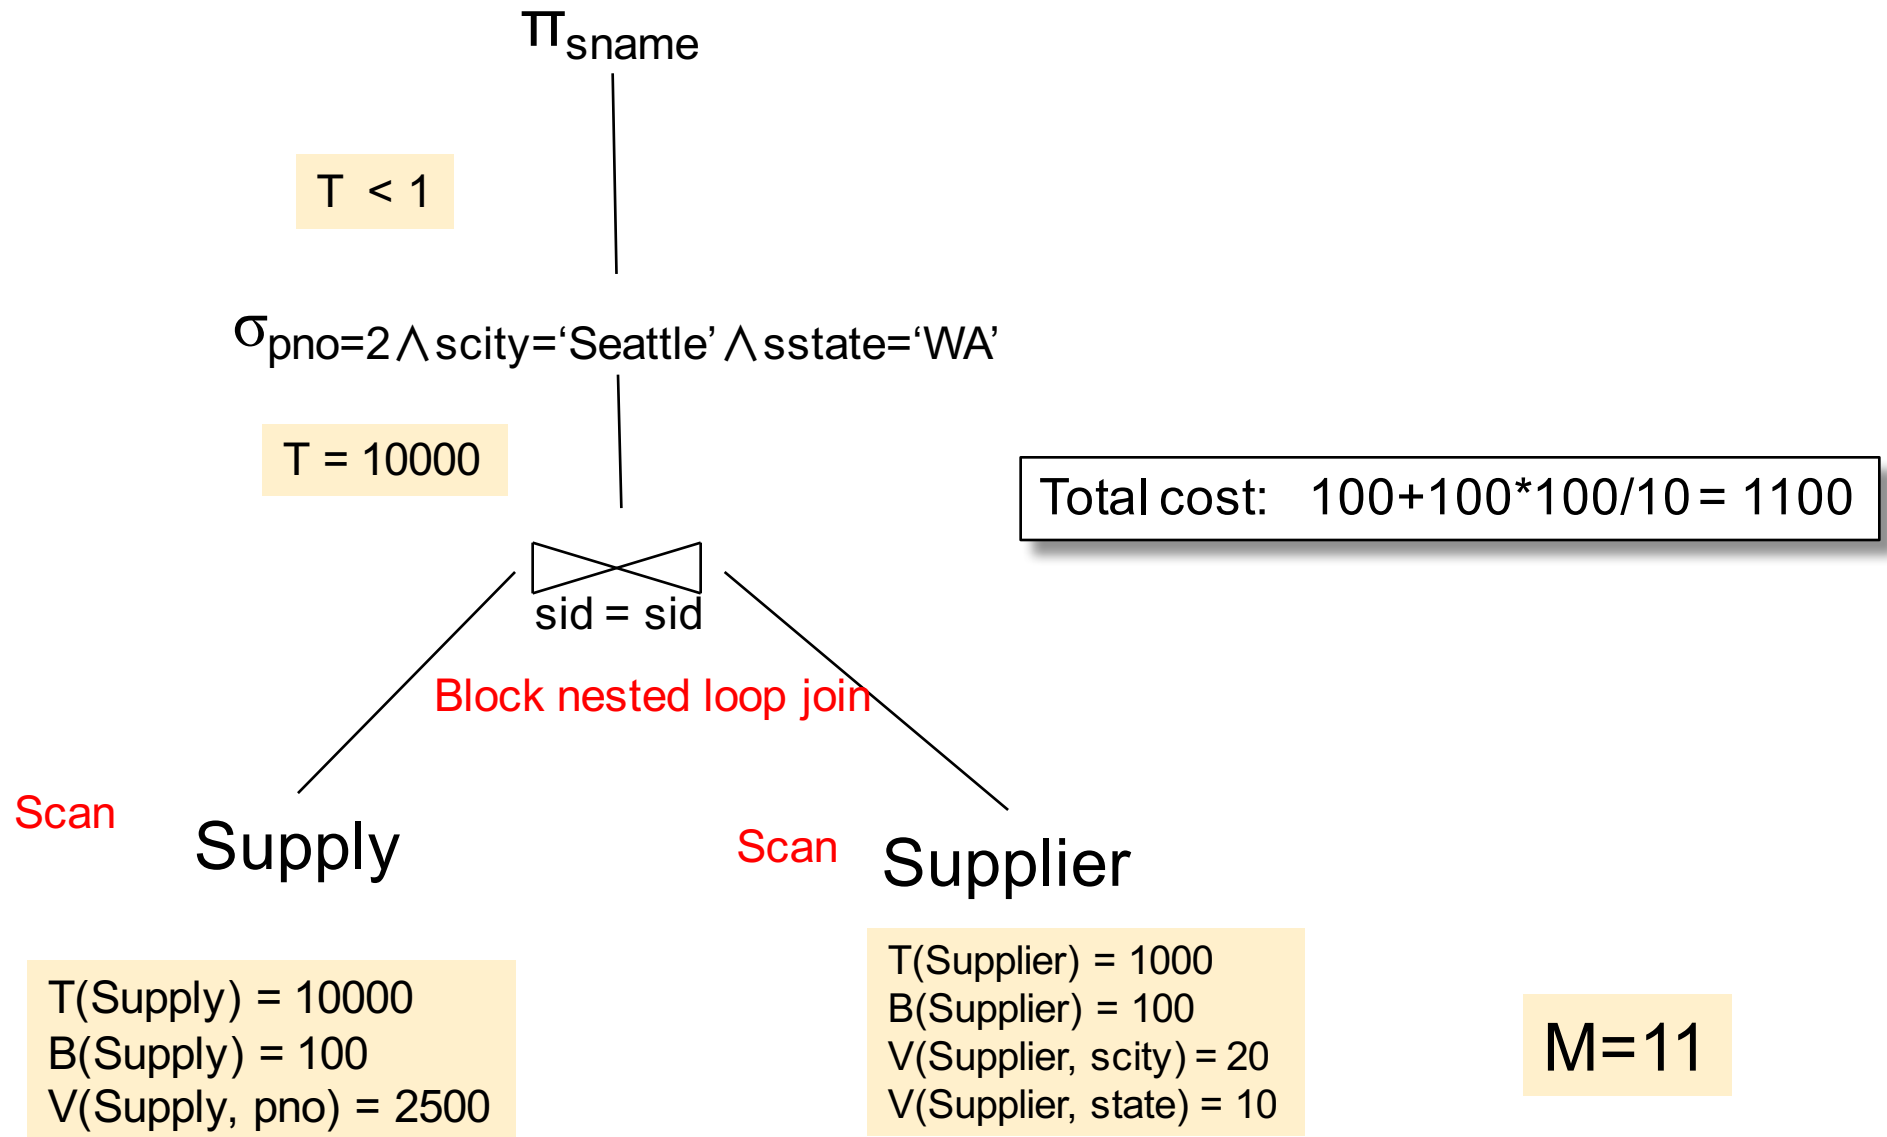 πsname
T < 1
σpno=2∧scity=‘Seattle’∧sstate=‘WA’
T = 10000
Total cost: 100+100*100/10 = 1100
sid = sid
Block nested loop join
Scan
Supply
Scan
Supplier
T(Supply) = 10000
B(Supply) = 100
V(Supply, pno) = 2500
T(Supplier) = 1000
B(Supplier) = 100
V(Supplier, scity) = 20
V(Supplier, state) = 10
M=11